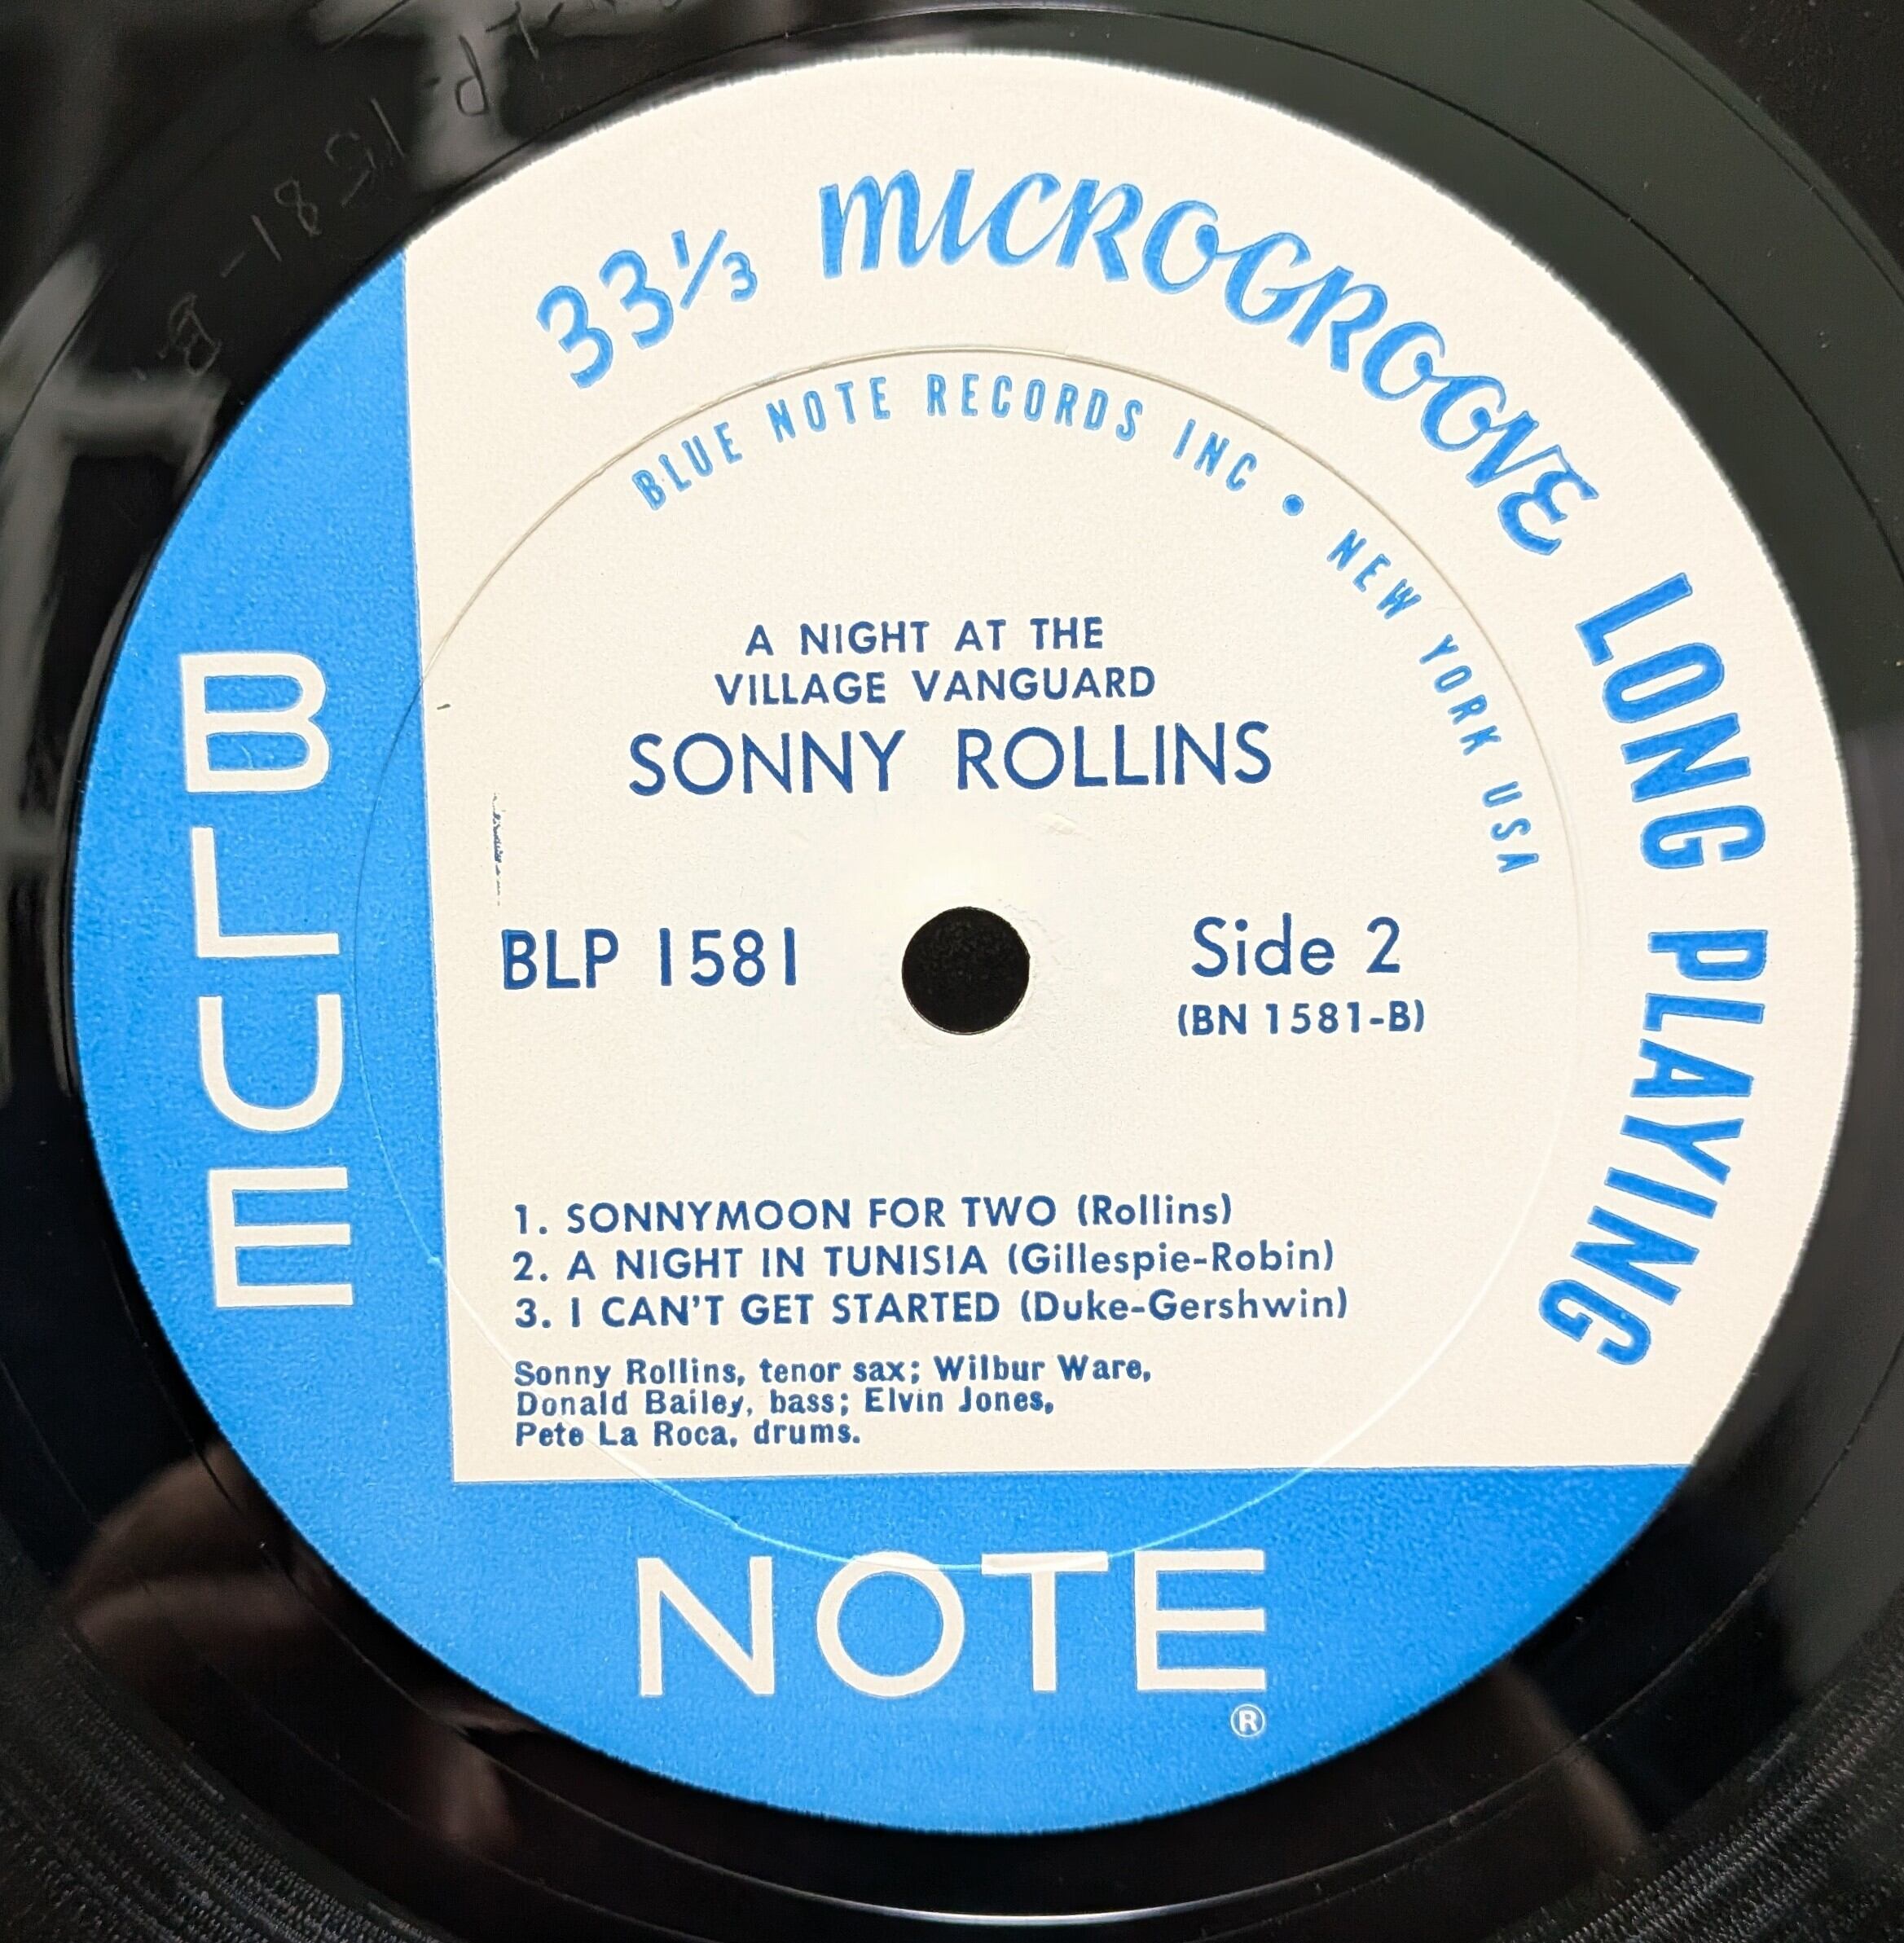 33⅓ MICROGROOVE LONG PLAYING
BLUE NOTE RECORDS INC • NEW YORK USA
A NIGHT AT THE
VILLAGE VANGUARD
SONNY ROLLINS
BLP 1581
Side 2
(BN 1581-B)
1. SONNYMOON FOR TWO (Rollins)
2. A NIGHT IN TUNISIA (Gillespie-Robin)
3. I CAN'T GET STARTED (Duke-Gershwin)
Sonny Rollins, tenor sax; Wilbur Ware,
Donald Bailey, bass; Elvin Jones,
Pete La Roca, drums.
BLUE
NOTE
®